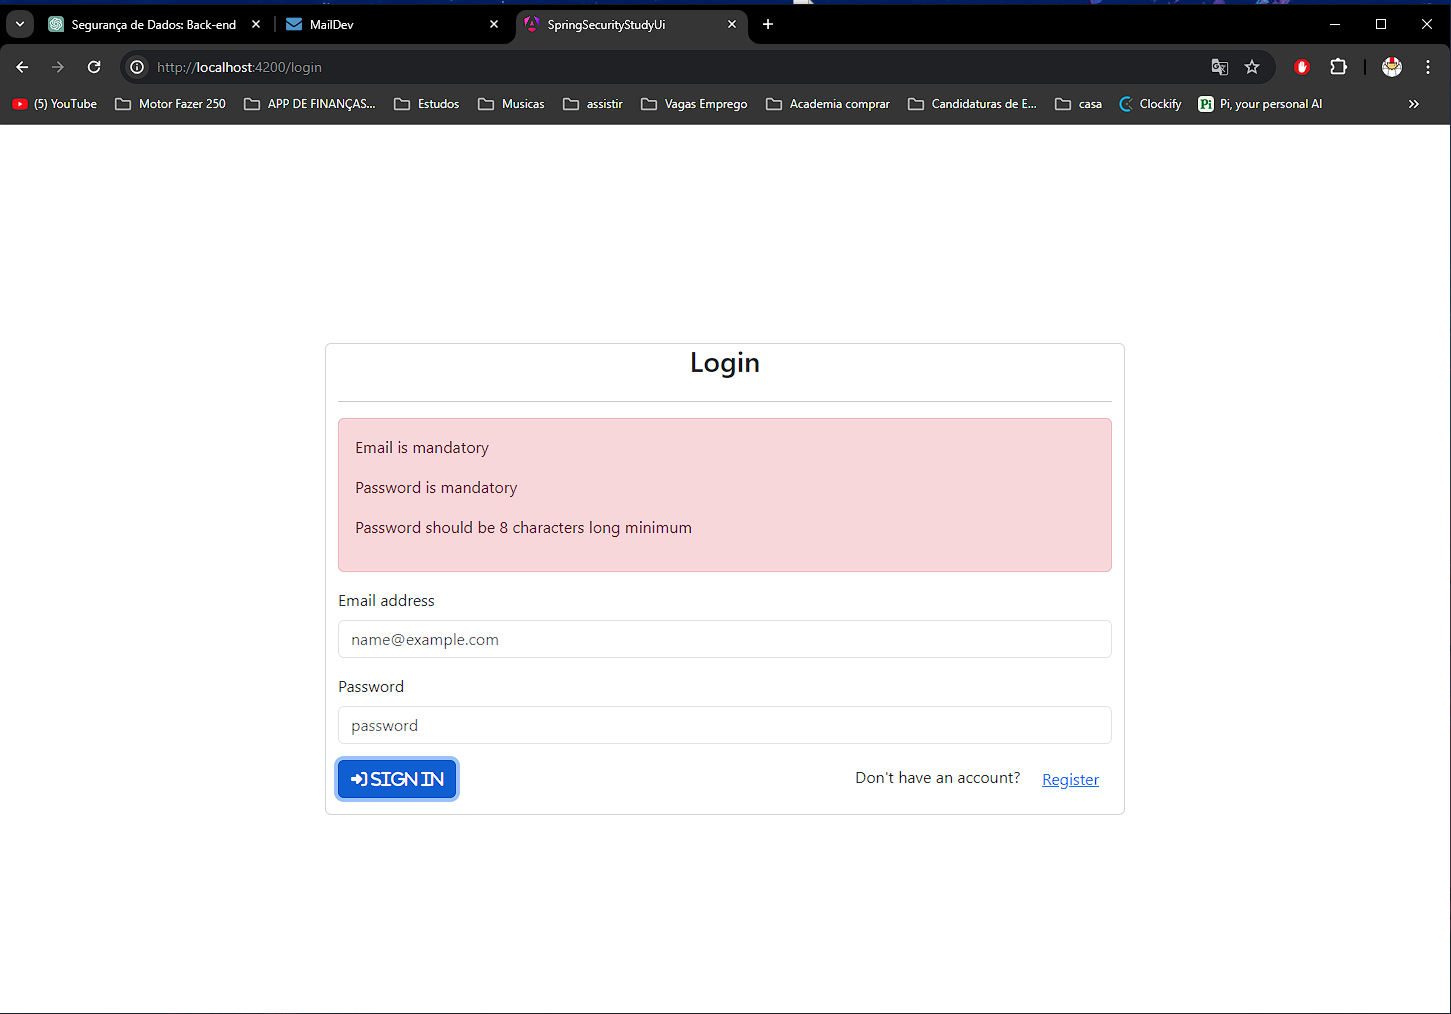 Segurança de Dados: Back-end
MailDev
SpringSecurityStudyUi
http://localhost:4200/login
(5) YouTube
Motor Fazer 250
APP DE FINANÇAS...
Estudos
Musicas
assistir
Vagas Emprego
Academia comprar
Candidaturas de E...
casa
Clockify
Pi
Pi, your personal AI
Login
Email is mandatory
Password is mandatory
Password should be 8 characters long minimum
Email address
name@example.com
Password
password
SIGN IN
Don't have an account?
Register